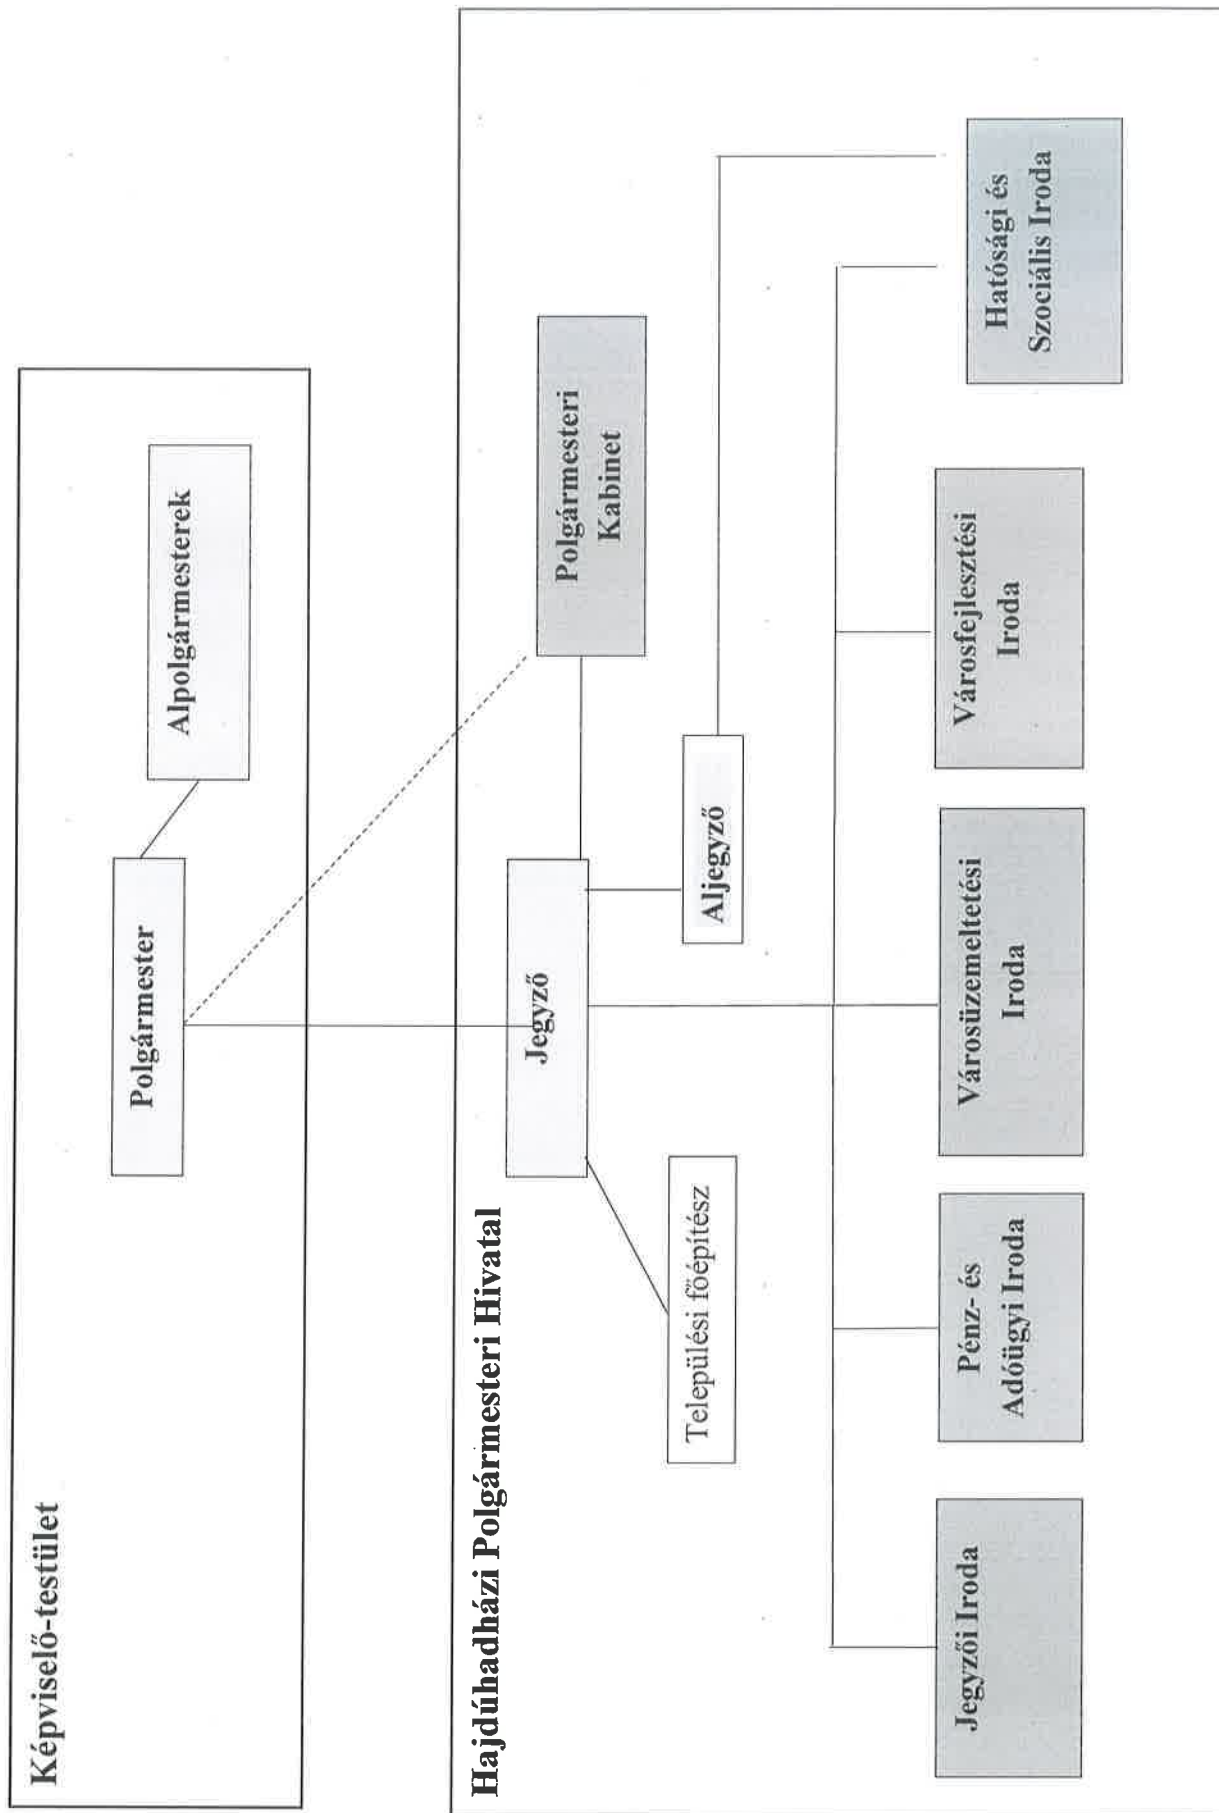 Képviselő-testület
Polgármester
Alpolgármesterek
Hajdúhadházi Polgármesteri Hivatal
Jegyző
Polgármesteri
Kabinet
Települési főépítész
Aljegyző
Jegyzői Iroda
Pénz- és
Adóügyi Iroda
Városüzemeltetési
Iroda
Városfejlesztési
Iroda
Hatósági és
Szociális Iroda